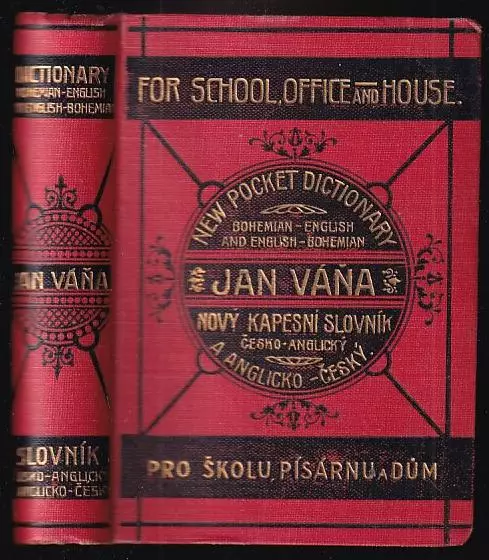 DICTIONARY
BOHEMIAN-ENGLISH
AND ENGLISH-BOHEMIAN
JAN VÁŇA
SLOVNÍK
ČESKO-ANGLICKÝ
ANGLICKO-ČESKÝ
FOR SCHOOL, OFFICE AND HOUSE.
NEW POCKET DICTIONARY
BOHEMIAN-ENGLISH
AND ENGLISH-BOHEMIAN
JAN VÁŇA
NOVÝ KAPESNÍ SLOVNÍK
ČESKO-ANGLICKÝ
A ANGLICKO-ČESKÝ.
PRO ŠKOLU, PÍSÁRNU A DŮM